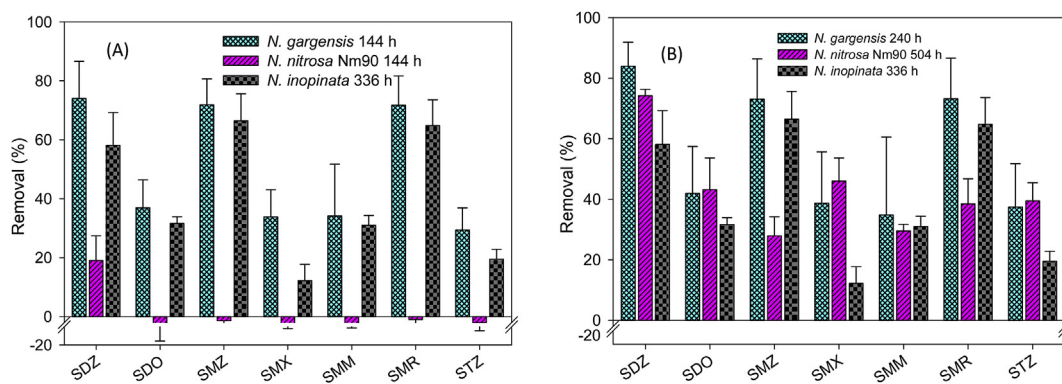 (A)
N. gargensis 144 h
N. nitrosa Nm90 144 h
N. inopinata 336 h
Removal (%)
100
80
60
40
20
0
-20
SDZ SDO SMZ SMX SMM SMR STZ
(B)
N. gargensis 240 h
N. nitrosa Nm90 504 h
N. inopinata 336 h
Removal (%)
100
80
60
40
20
0
-20
SDZ SDO SMZ SMX SMM SMR STZ